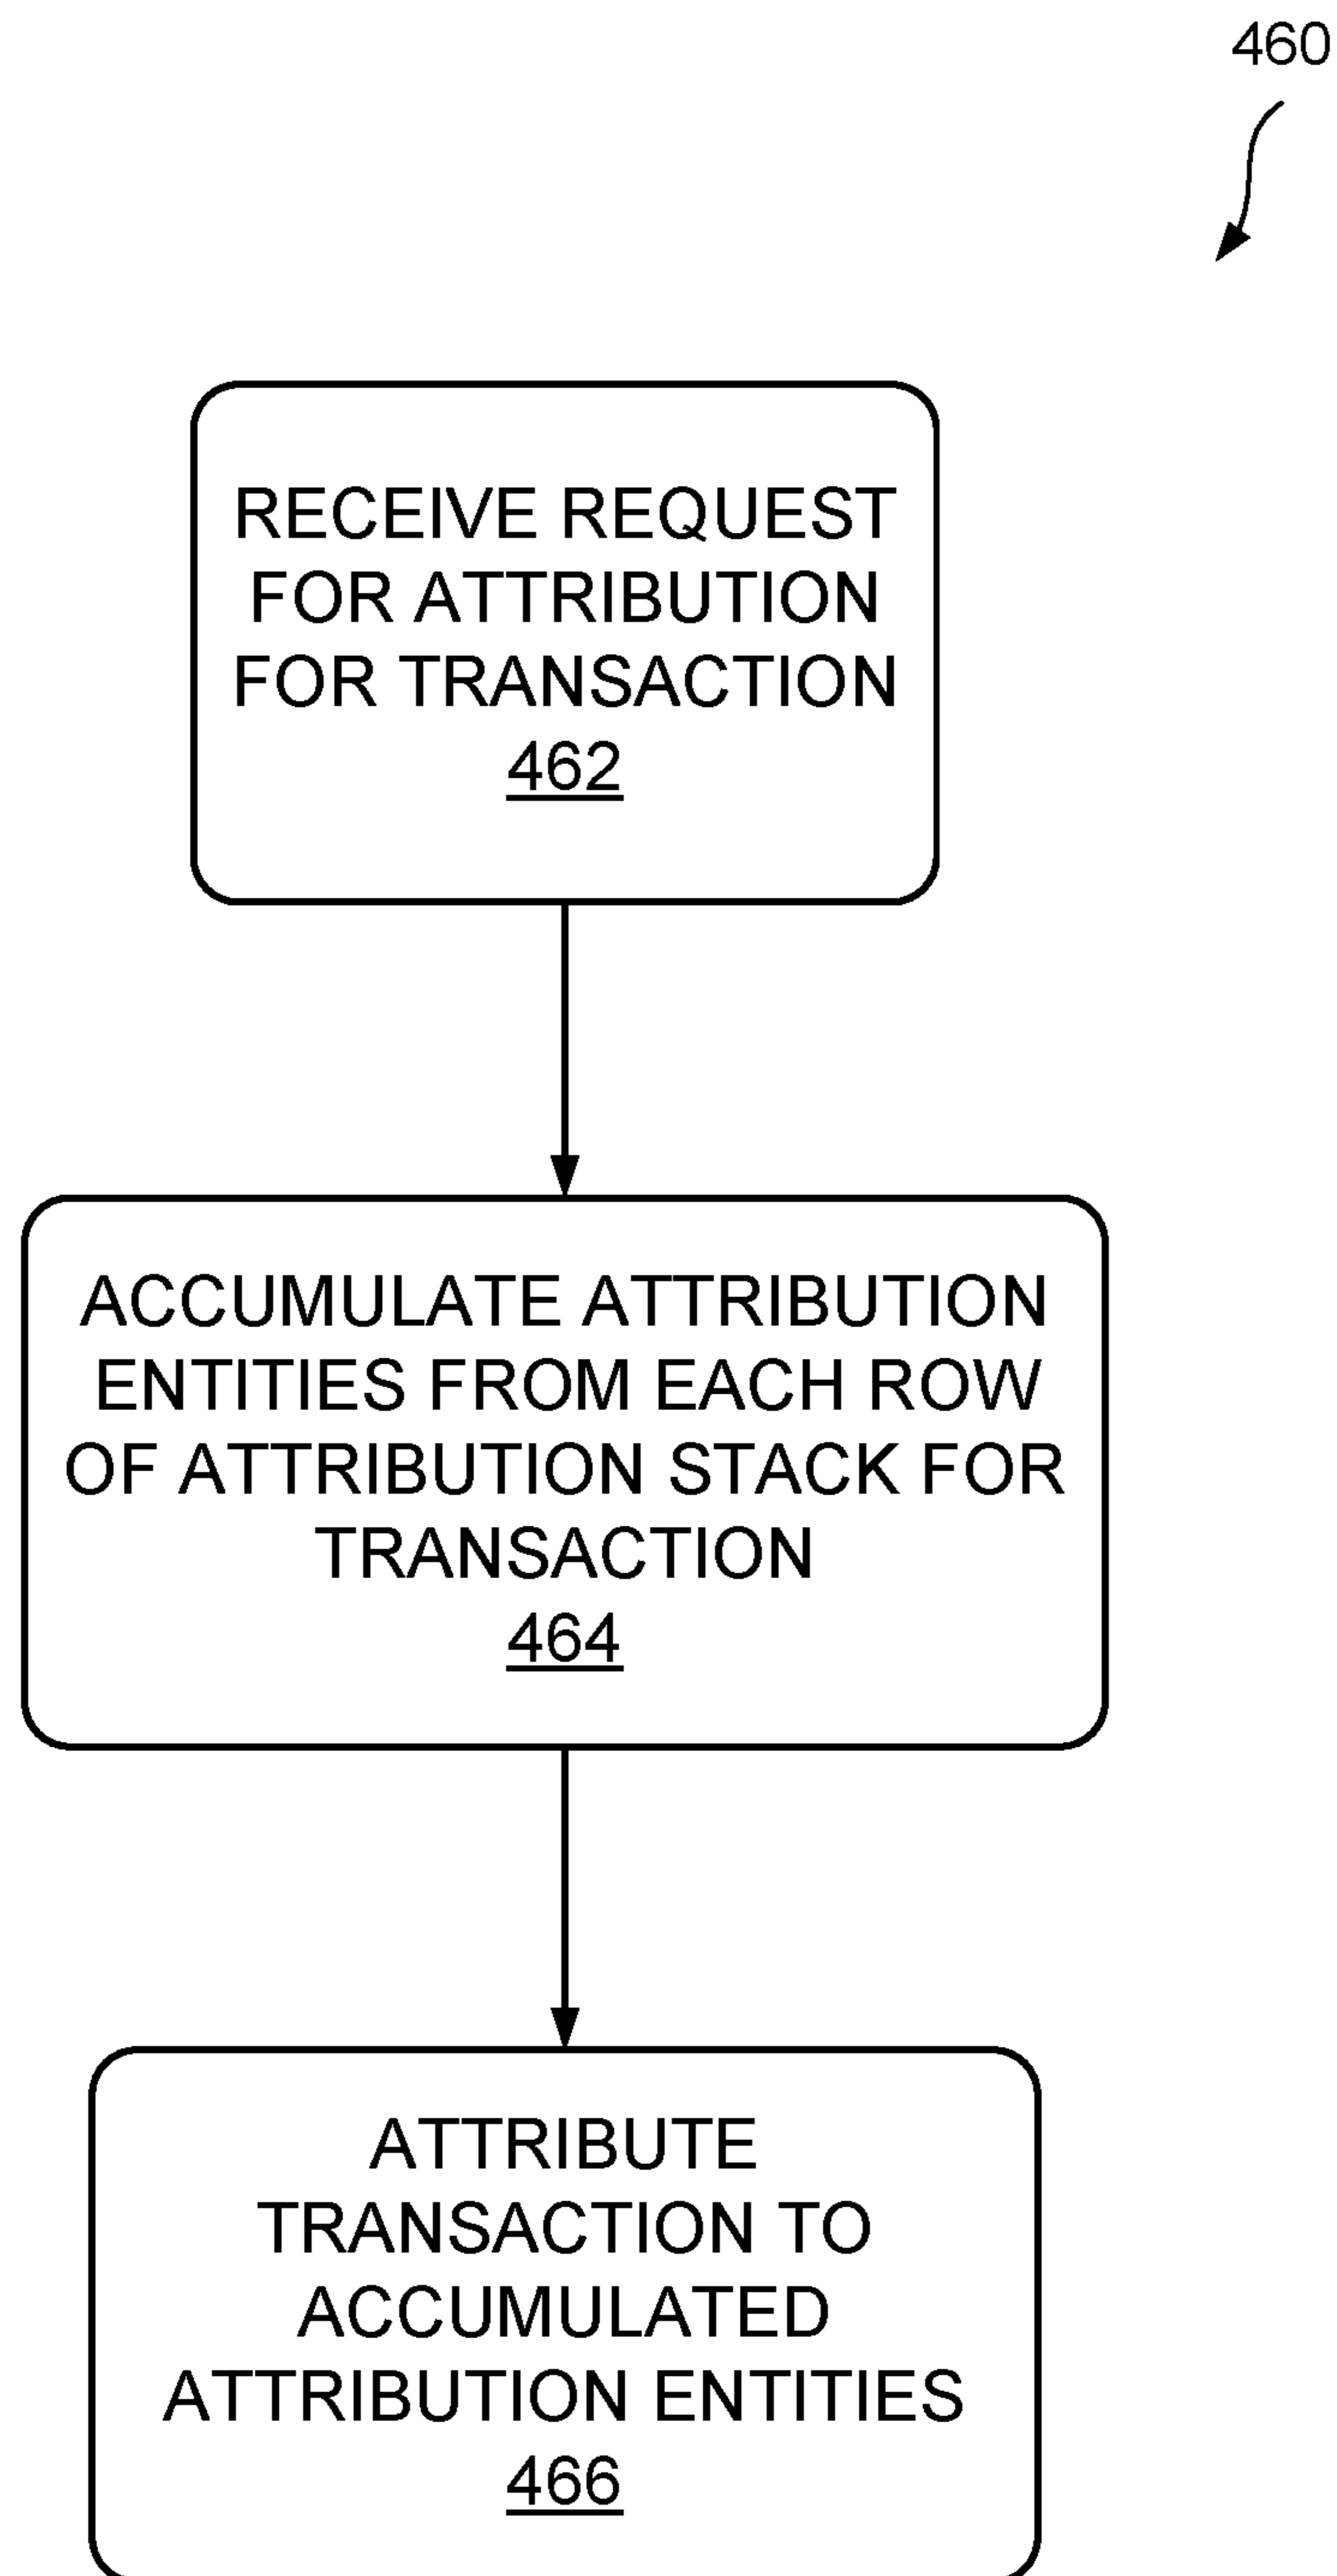 460
RECEIVE REQUEST
FOR ATTRIBUTION
FOR TRANSACTION
462
ACCUMULATE ATTRIBUTION
ENTITIES FROM EACH ROW
OF ATTRIBUTION STACK FOR
TRANSACTION
464
ATTRIBUTE
TRANSACTION TO
ACCUMULATED
ATTRIBUTION ENTITIES
466